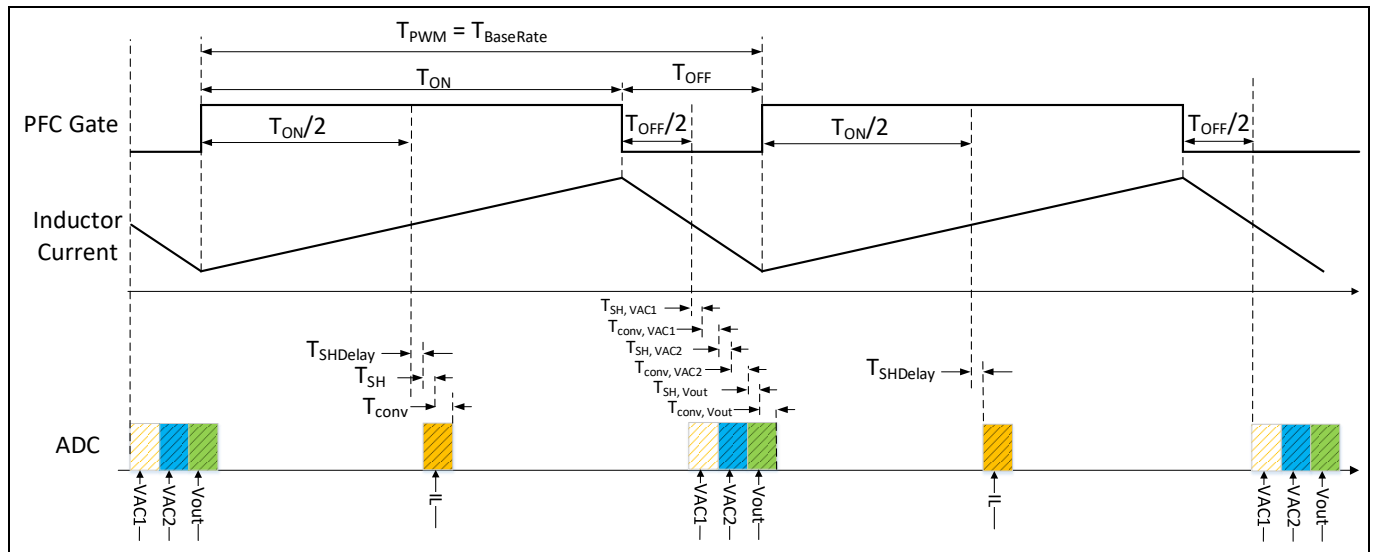 TPWM = TBaseRate
TON
TOFF
PFC Gate
TON/2
TOFF/2
TON/2
TOFF/2
Inductor
Current
TSH, VAC1
Tconv, VAC1
TSH, VAC2
Tconv, VAC2
TSH, Vout
Tconv, Vout
TSHDelay
TSH
Tconv
TSHDelay
ADC
VAC1
VAC2
Vout
IL
VAC1
VAC2
Vout
IL
VAC1
VAC2
Vout